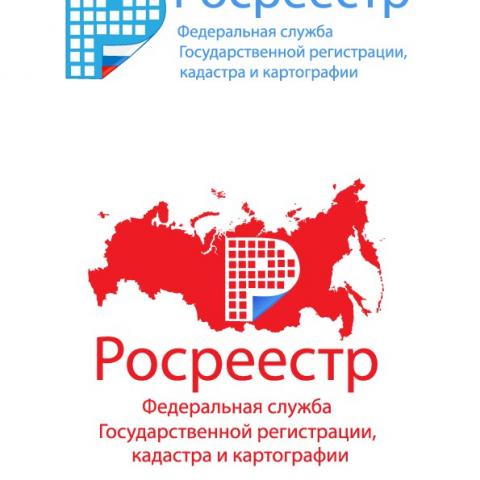 Росреестр
Федеральная служба
Государственной регистрации,
кадастра и картографии
Росреестр
Федеральная служба
Государственной регистрации,
кадастра и картографии